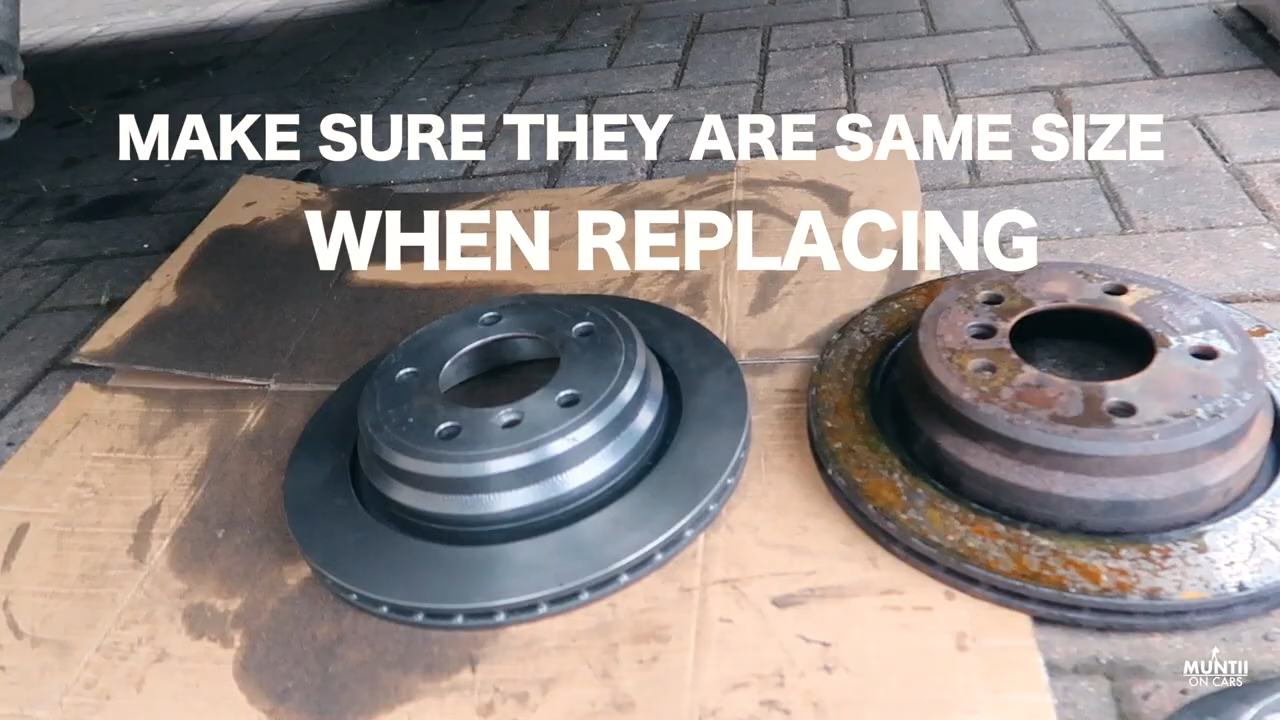 MAKE SURE THEY ARE SAME SIZE
WHEN REPLACING
MUNTII
ON CARS